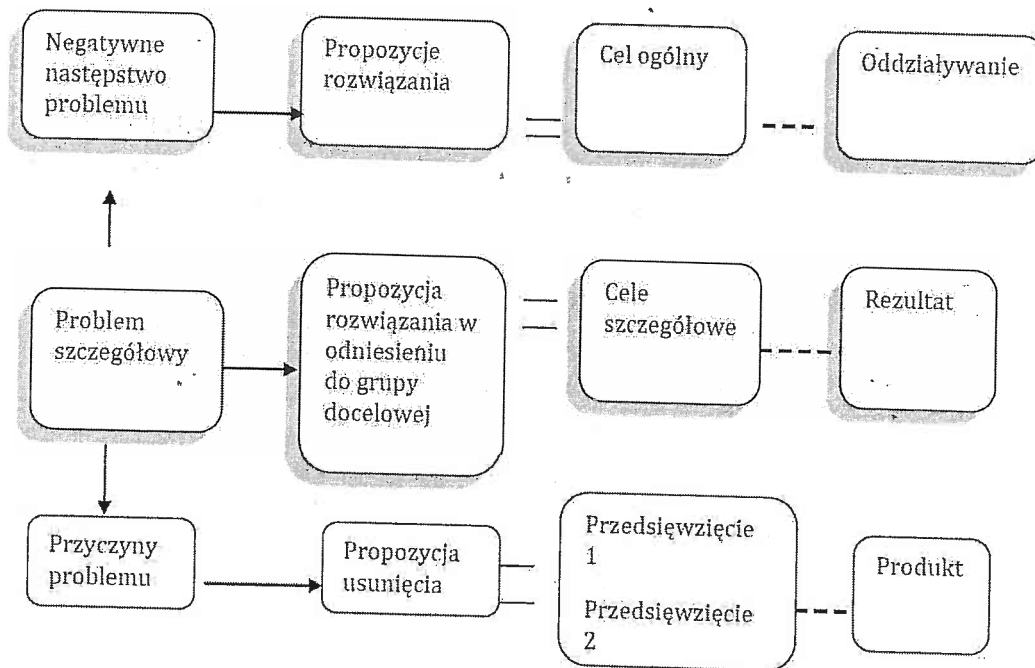 Negatywne
następstwo
problemu
Propozycje
rozwiązania
Cel ogólny
Oddziaływanie
Problem
szczegółowy
Propozycja
rozwiązania w
odniesieniu
do grupy
docelowej
Cele
szczegółowe
Rezultat
Przyczyny
problemu
Propozycja
usunięcia
Przedsięwzięcie
1
Przedsięwzięcie
2
Produkt